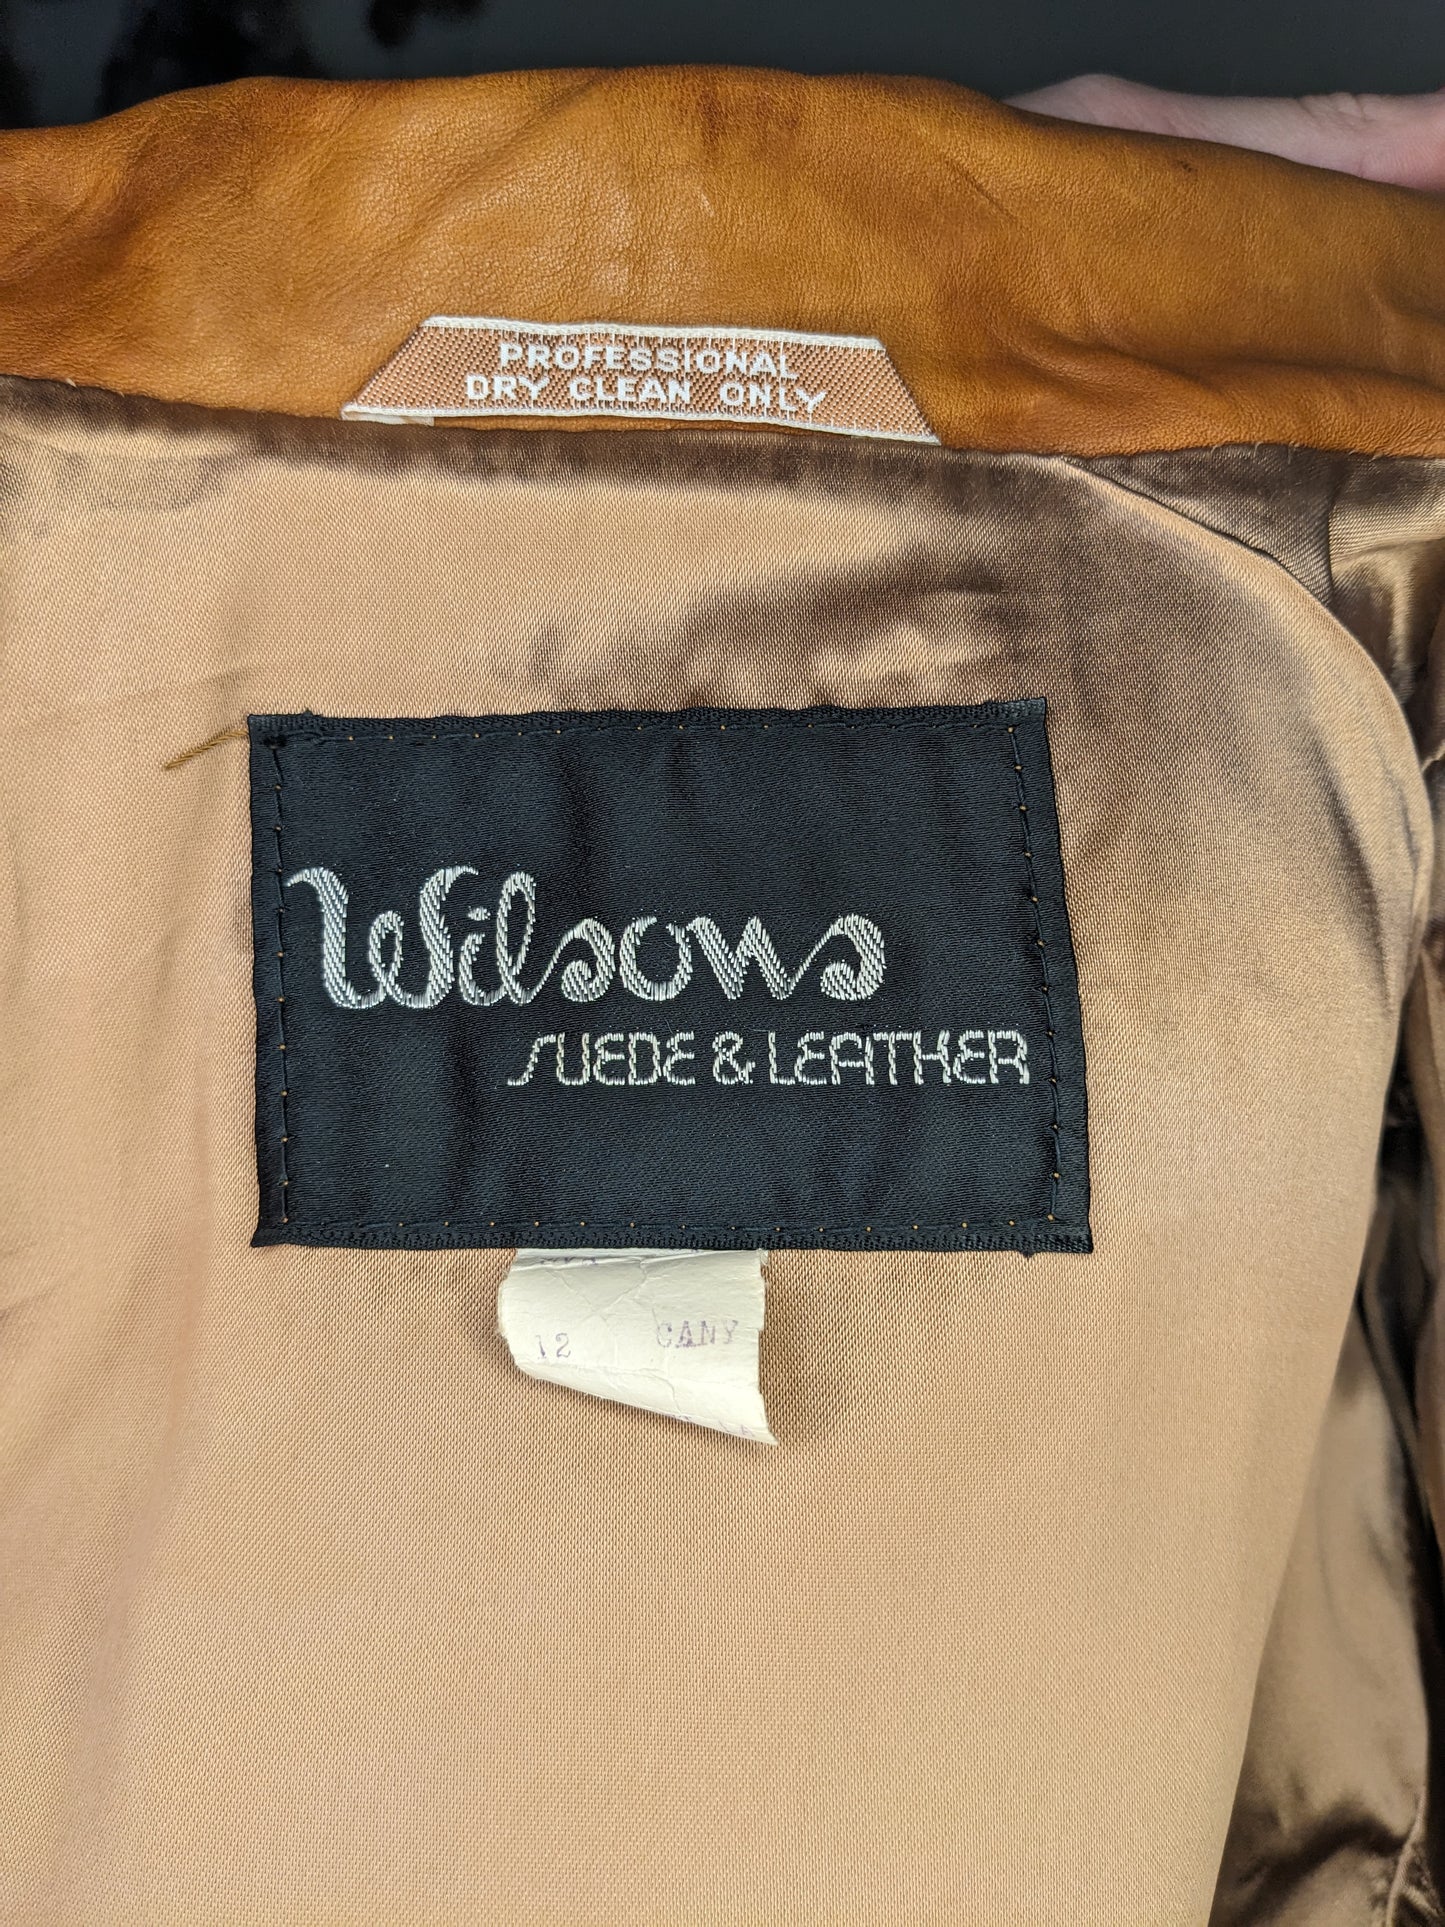 PROFESSIONAL
DRY CLEAN ONLY
Wilsons
SUEDE & LEATHER
12 CANY